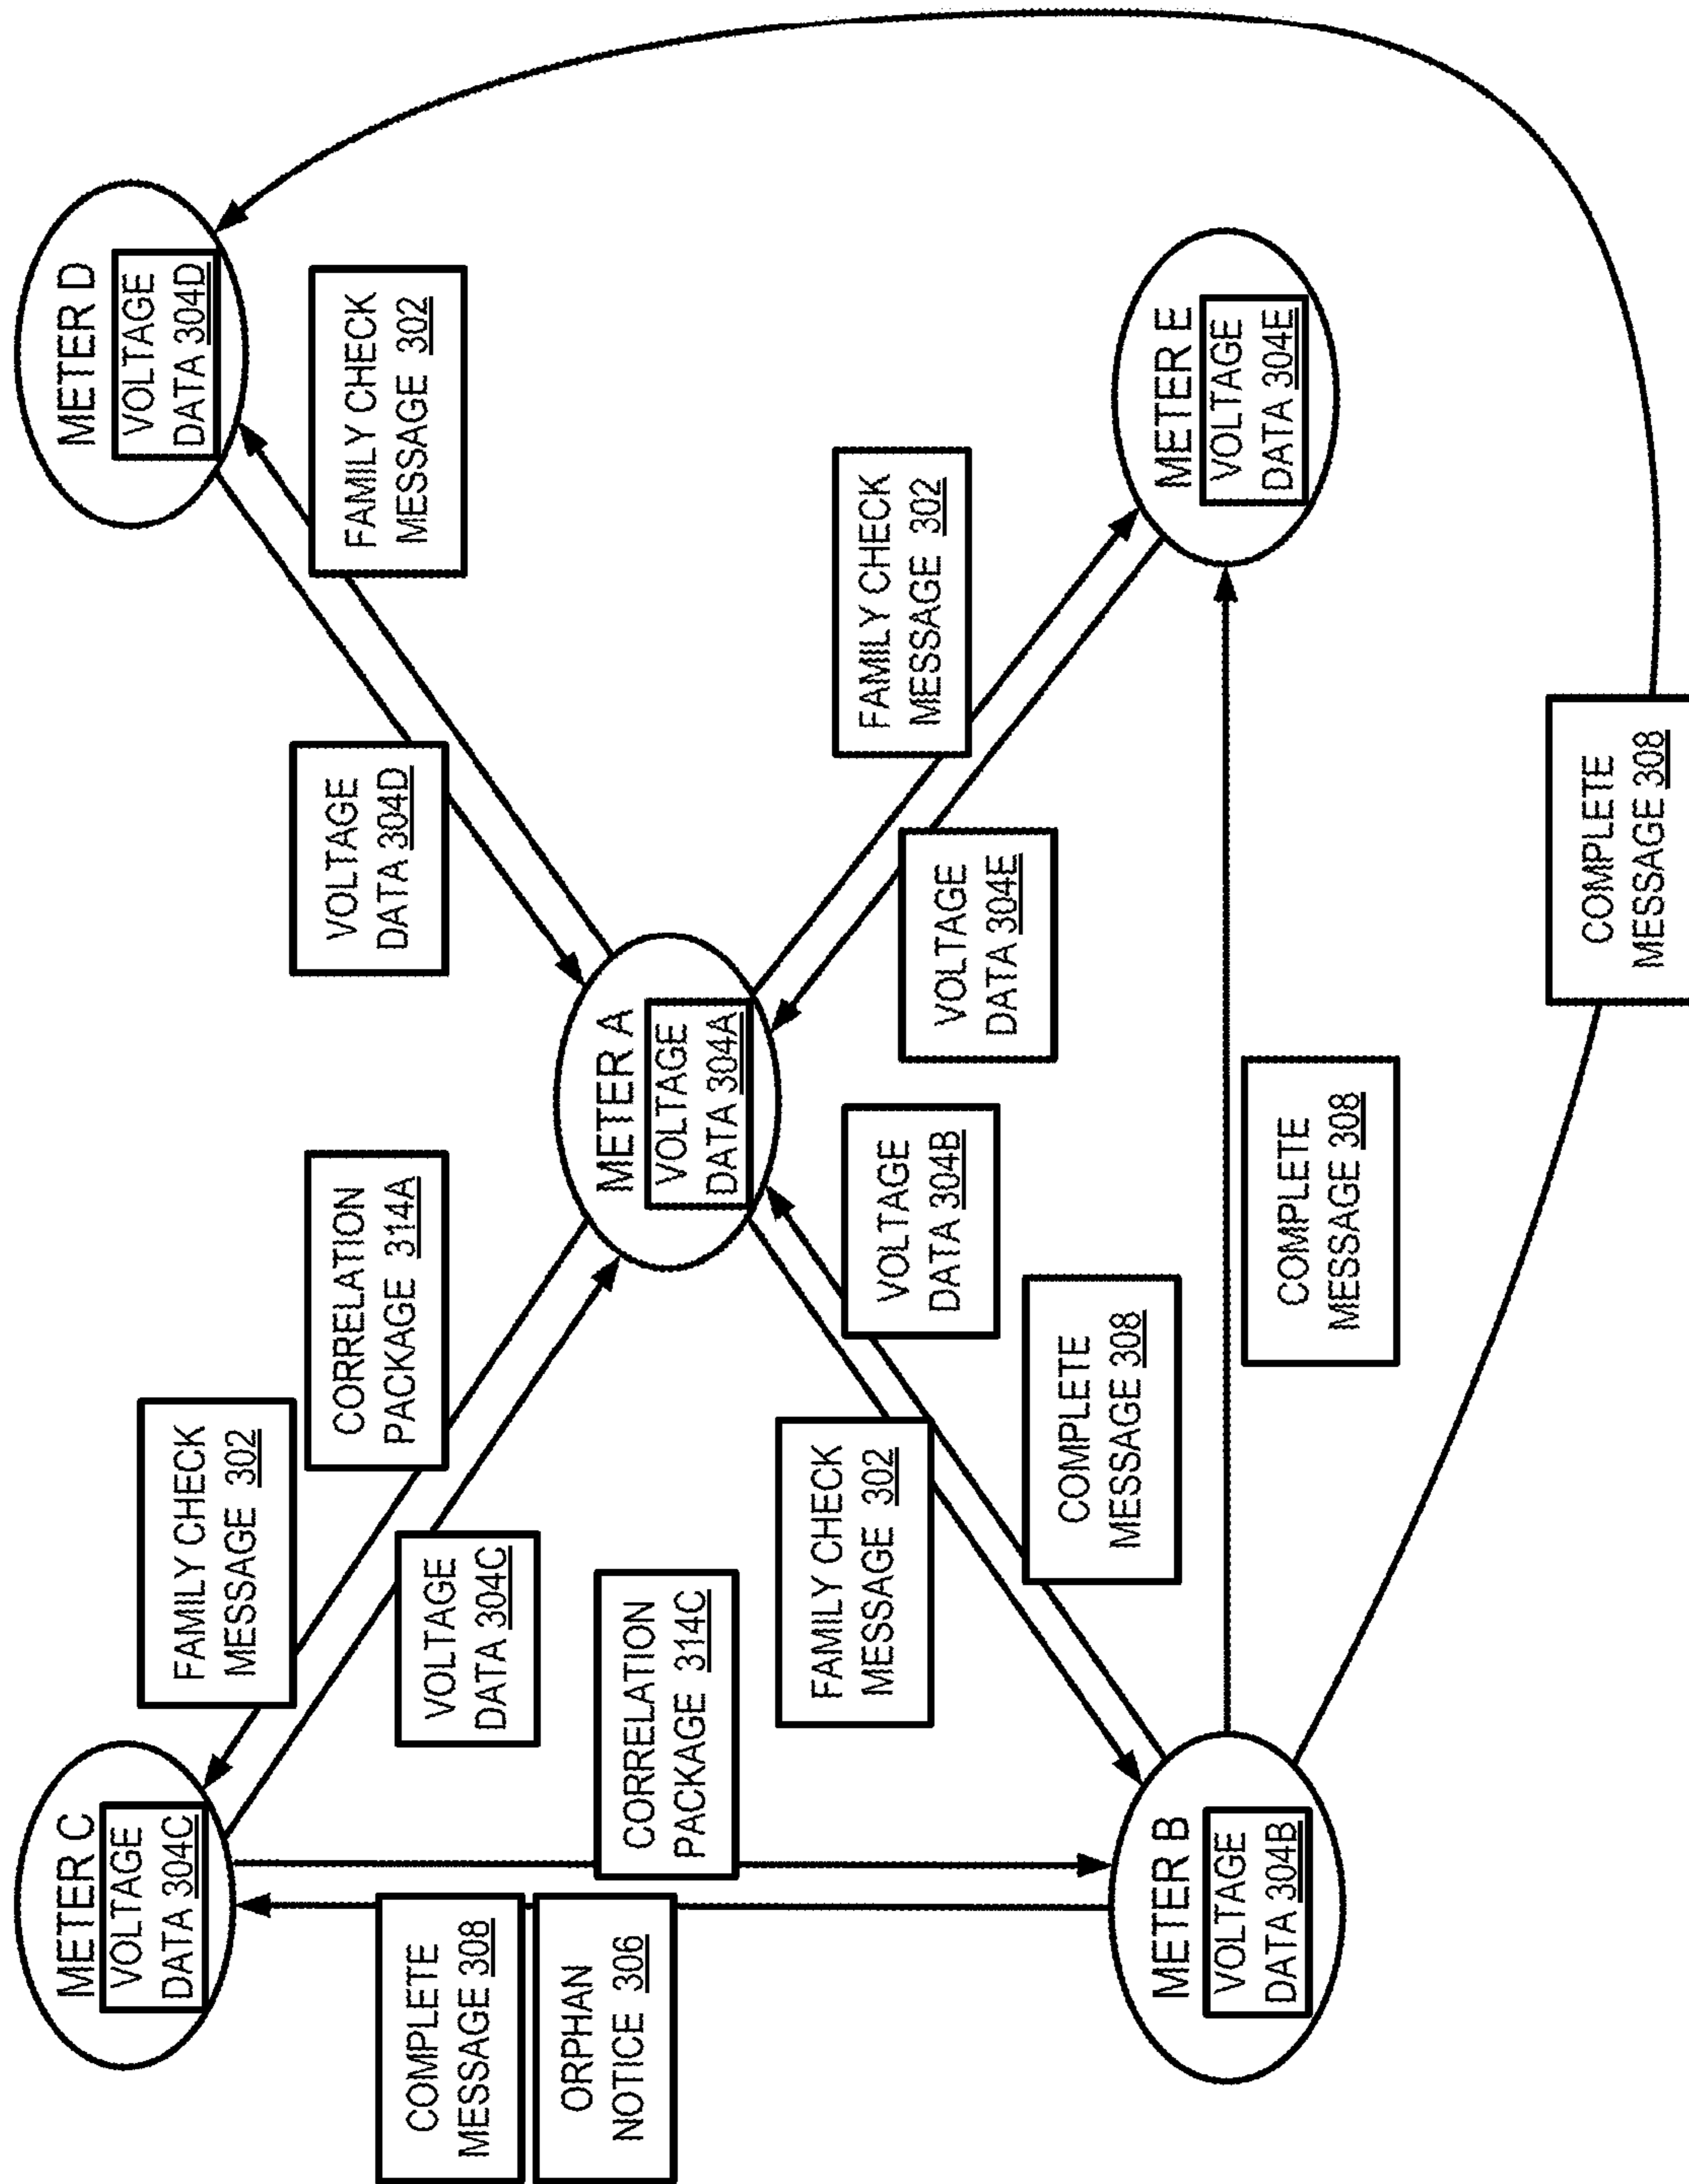 METER C
VOLTAGE
DATA 304C
METER D
VOLTAGE
DATA 304D
FAMILY CHECK
MESSAGE 302
CORRELATION
PACKAGE 314A
VOLTAGE
DATA 304D
FAMILY CHECK
MESSAGE 302
COMPLETE
MESSAGE 308
ORPHAN
NOTICE 306
VOLTAGE
DATA 304C
CORRELATION
PACKAGE 314C
METER A
VOLTAGE
DATA 304A
FAMILY CHECK
MESSAGE 302
VOLTAGE
DATA 304B
VOLTAGE
DATA 304E
FAMILY CHECK
MESSAGE 302
COMPLETE
MESSAGE 308
METER B
VOLTAGE
DATA 304B
METER E
VOLTAGE
DATA 304E
COMPLETE
MESSAGE 308
COMPLETE
MESSAGE 308